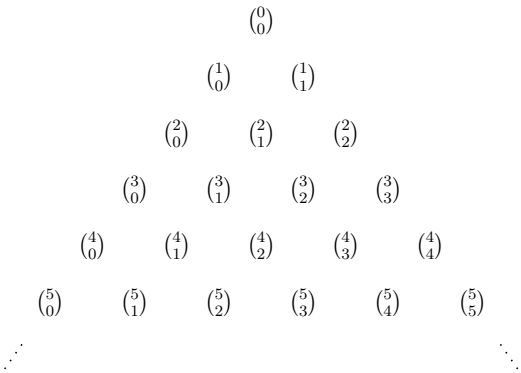 (0 0)
(1 0) (1 1)
(2 0) (2 1) (2 2)
(3 0) (3 1) (3 2) (3 3)
(4 0) (4 1) (4 2) (4 3) (4 4)
(5 0) (5 1) (5 2) (5 3) (5 4) (5 5)
⋰ ⋱